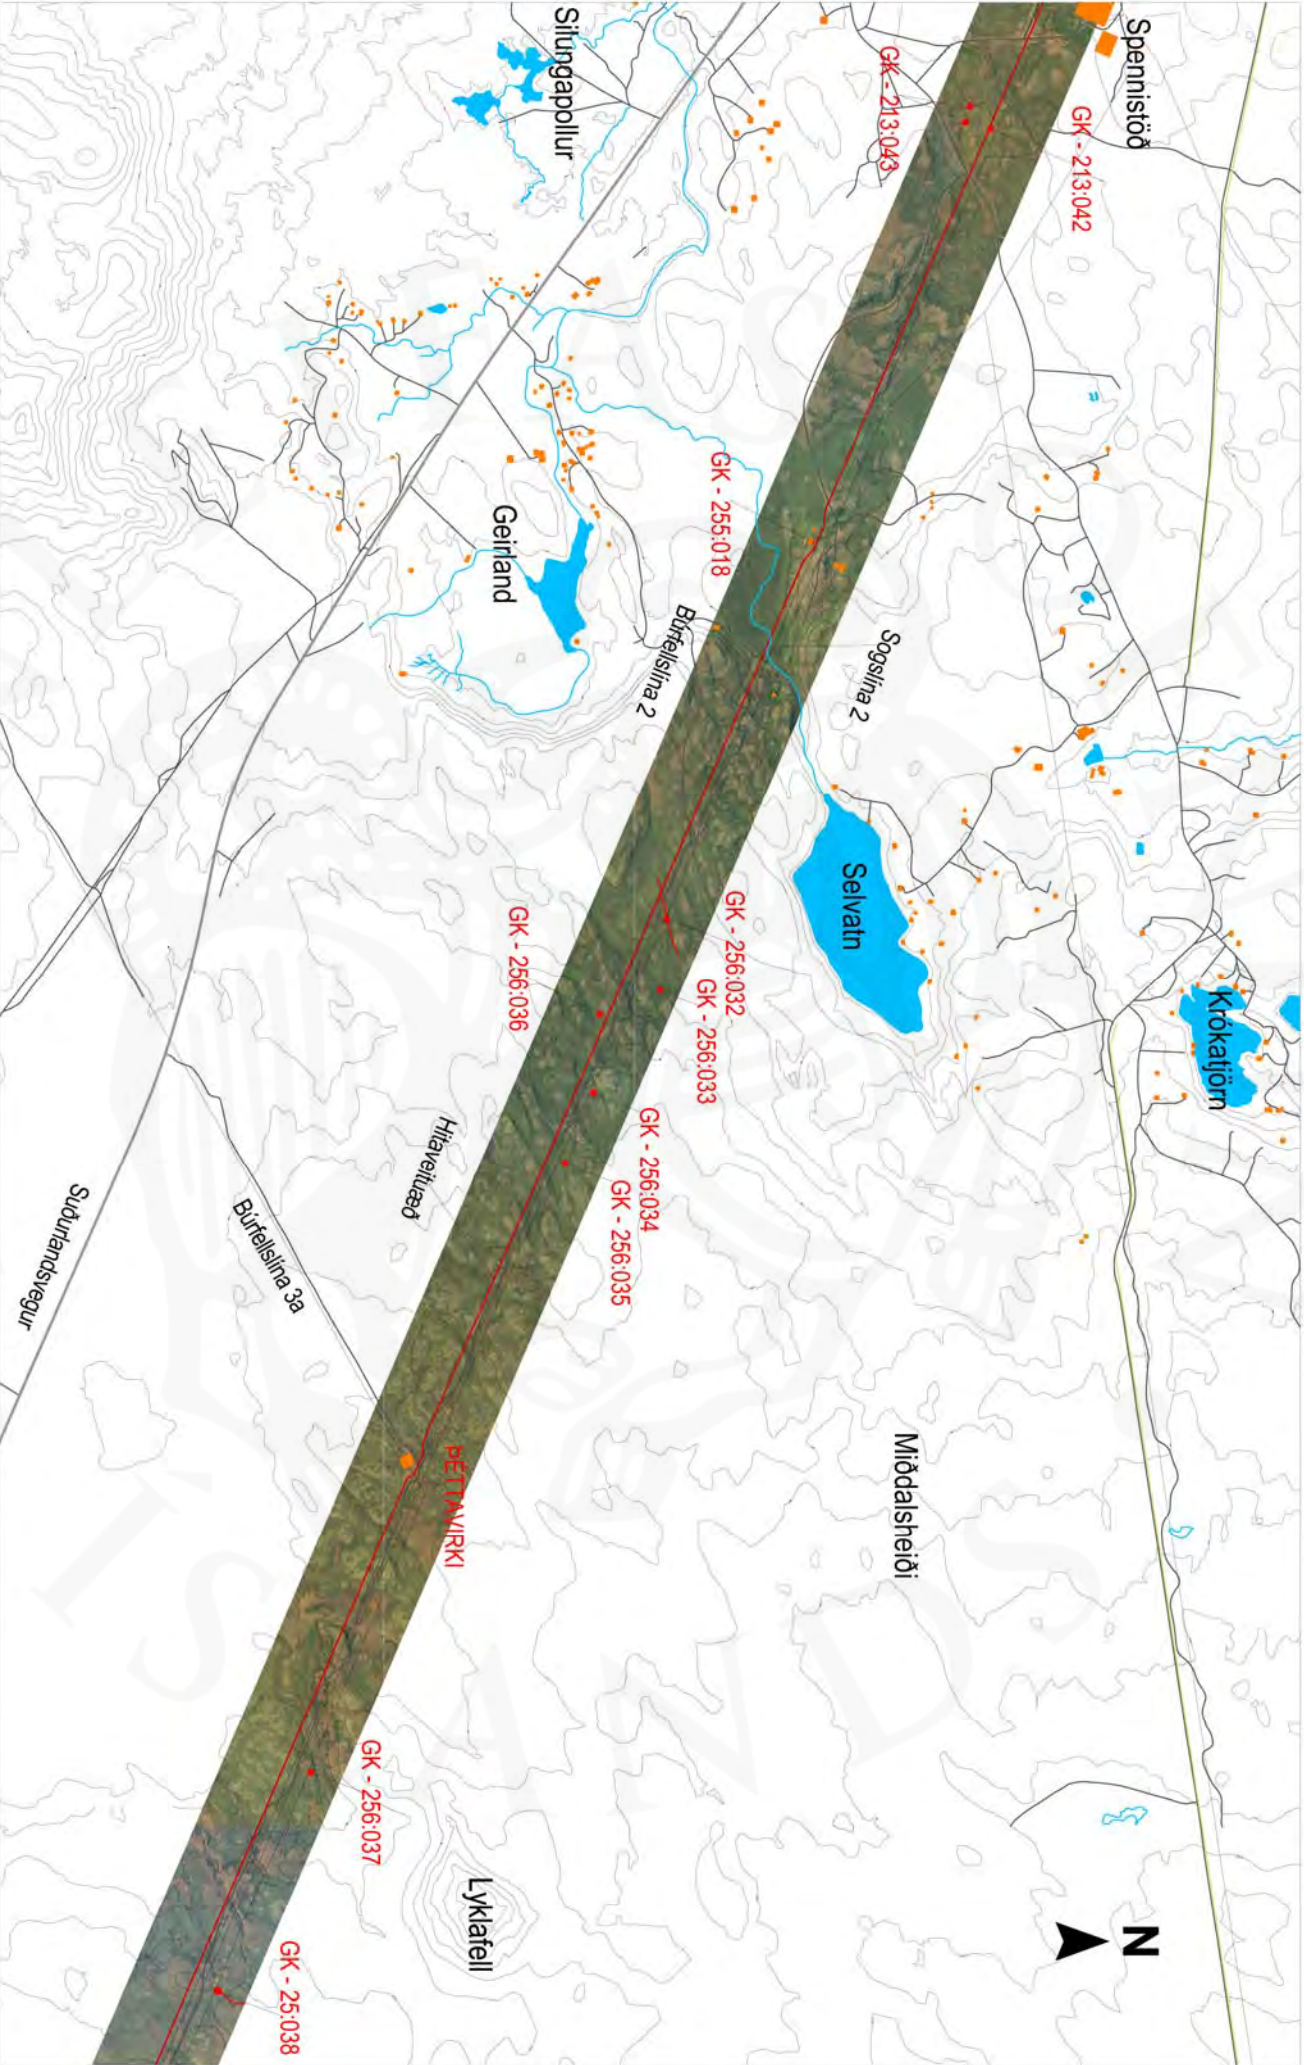 Spennistöð
GK - 213:042
GK - 213:043
Silungapollur
Krókatjörn
Selvatn
Sogslína 2
GK - 255:018
Búrfellslína 2
Geirland
GK - 256:032
GK - 256:033
GK - 256:036
GK - 256:034
GK - 256:035
Hitaveituæð
Búrfellslína 3a
Suðurlandsvegur
Miðdalsheiði
ÞÉTTAVIRKI
GK - 256:037
Lyklafell
N
GK - 25:038
ÍSLANDS